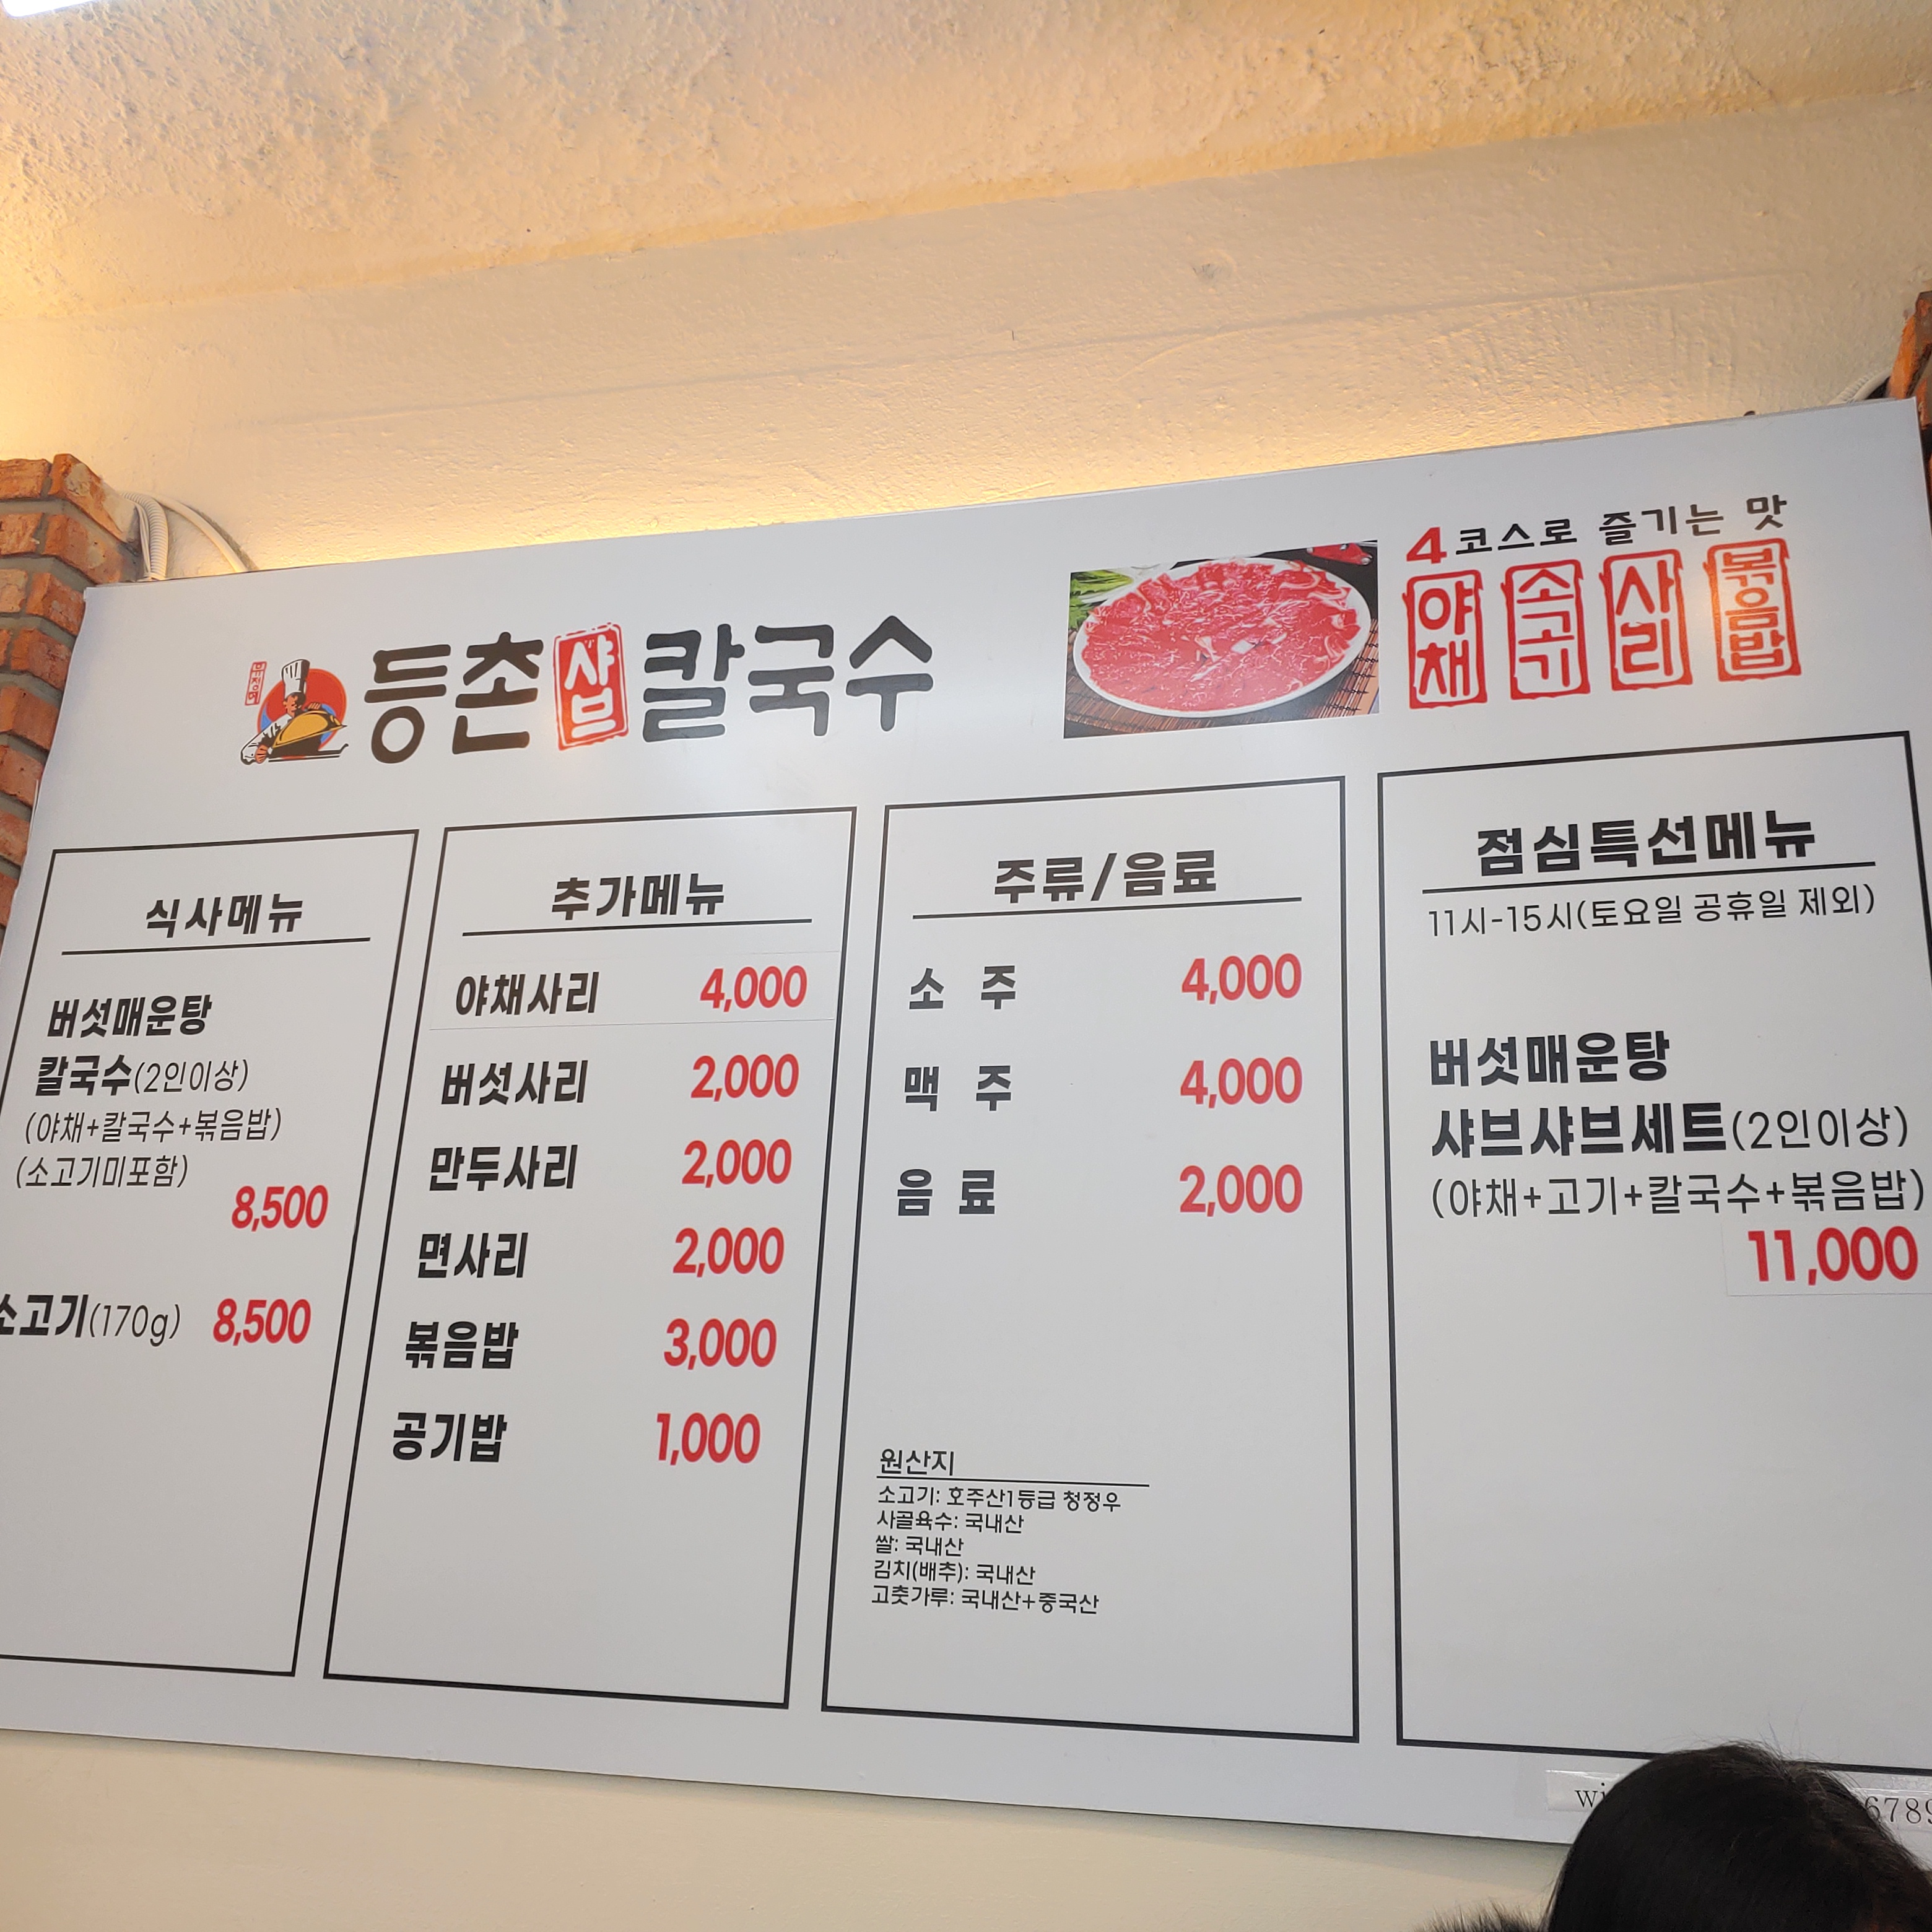 등촌샤브칼국수
4코스로 즐기는 맛
야채 소고기 사리 볶음밥
식사메뉴
버섯매운탕
칼국수(2인이상)
(야채+칼국수+볶음밥)
(소고기미포함)
8,500
소고기(170g) 8,500
추가메뉴
야채사리 4,000
버섯사리 2,000
만두사리 2,000
면사리 2,000
볶음밥 3,000
공기밥 1,000
주류/음료
소 주 4,000
맥 주 4,000
음 료 2,000
원산지
소고기: 호주산1등급 청정우
사골육수: 국내산
쌀: 국내산
김치(배추): 국내산
고춧가루: 국내산+중국산
점심특선메뉴
11시-15시(토요일 공휴일 제외)
버섯매운탕
샤브샤브세트(2인이상)
(야채+고기+칼국수+볶음밥)
11,000